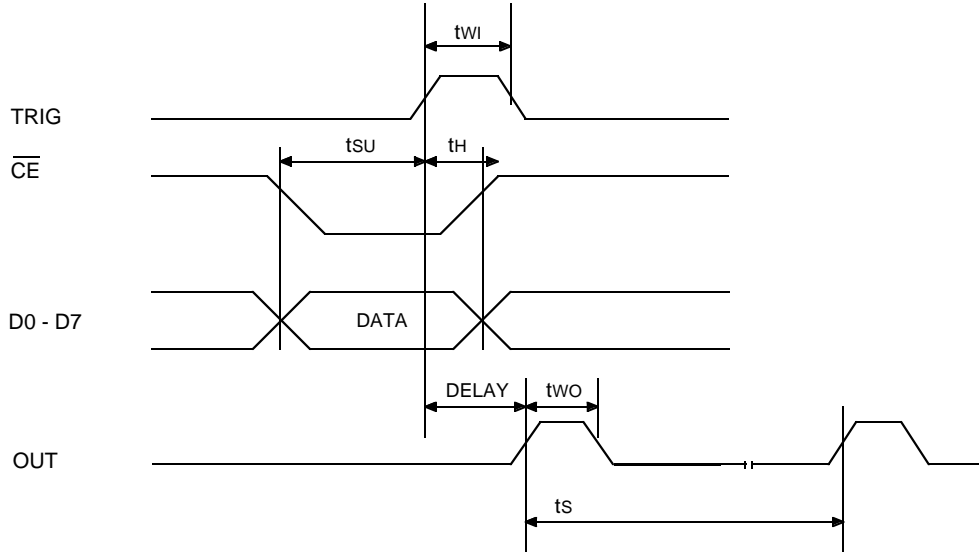 tWI
TRIG
tSU tH
CE
D0 - D7 DATA
DELAY tWO
OUT
tS